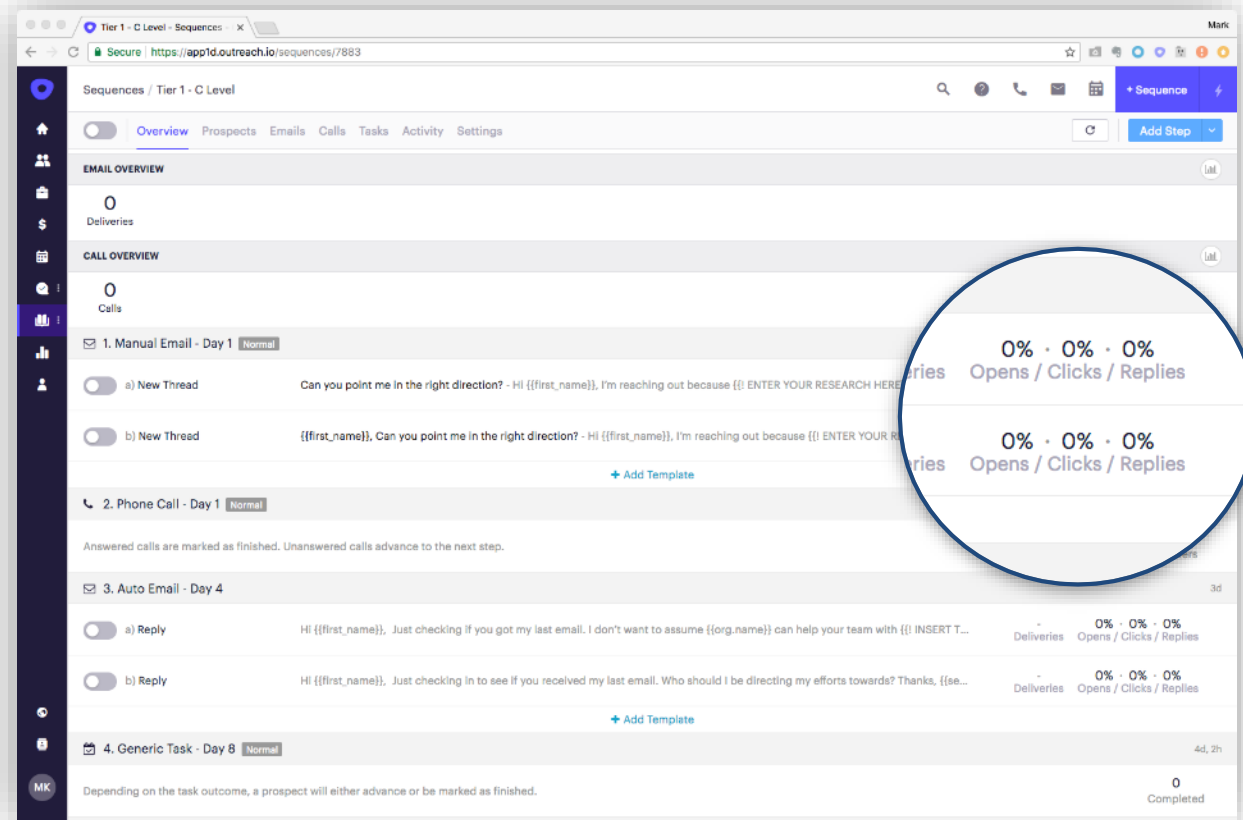 Tier 1 - C Level - Sequences -
Mark
Secure https://app1d.outreach.io/sequences/7883
Sequences / Tier 1 - C Level
+ Sequence
Overview Prospects Emails Calls Tasks Activity Settings
Add Step
EMAIL OVERVIEW
0
Deliveries
CALL OVERVIEW
0
Calls
1. Manual Email - Day 1 Normal
a) New Thread Can you point me in the right direction? - Hi {{first_name}}, I'm reaching out because {{! ENTER YOUR RESEARCH HERE
0% · 0% · 0%
Opens / Clicks / Replies
b) New Thread {{first_name}}, Can you point me in the right direction? - Hi {{first_name}}, I'm reaching out because {{! ENTER YOUR
0% · 0% · 0%
Opens / Clicks / Replies
+ Add Template
2. Phone Call - Day 1 Normal
Answered calls are marked as finished. Unanswered calls advance to the next step.
3. Auto Email - Day 4 3d
a) Reply Hi {{first_name}}, Just checking if you got my last email. I don't want to assume {{org.name}} can help your team with {{! INSERT T...
- 0% · 0% · 0%
Deliveries Opens / Clicks / Replies
b) Reply Hi {{first_name}}, Just checking in to see if you received my last email. Who should I be directing my efforts towards? Thanks, {{se...
- 0% · 0% · 0%
Deliveries Opens / Clicks / Replies
+ Add Template
4. Generic Task - Day 8 Normal 4d, 2h
Depending on the task outcome, a prospect will either advance or be marked as finished.
0
Completed
MK